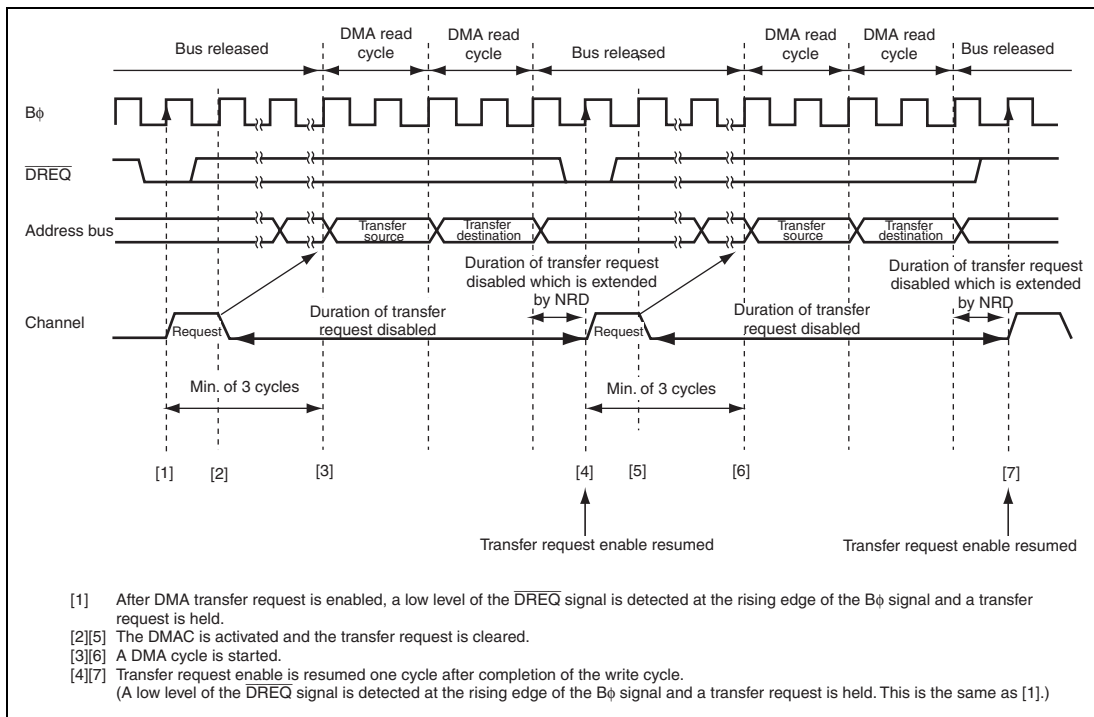 Bus released
DMA read
cycle
DMA read
cycle
Bus released
DMA read
cycle
DMA read
cycle
Bus released
Bϕ
DREQ
Address bus
Transfer
source
Transfer
destination
Transfer
source
Transfer
destination
Channel
Request
Duration of transfer
request disabled
Duration of transfer request
disabled which is extended
by NRD
Request
Duration of transfer
request disabled
Duration of transfer request
disabled which is extended
by NRD
Min. of 3 cycles
Min. of 3 cycles
[1]
[2]
[3]
[4]
[5]
[6]
[7]
Transfer request enable resumed
Transfer request enable resumed
[1] After DMA transfer request is enabled, a low level of the DREQ signal is detected at the rising edge of the Bϕ signal and a transfer
request is held.
[2][5] The DMAC is activated and the transfer request is cleared.
[3][6] A DMA cycle is started.
[4][7] Transfer request enable is resumed one cycle after completion of the write cycle.
(A low level of the DREQ signal is detected at the rising edge of the Bϕ signal and a transfer request is held. This is the same as [1].)